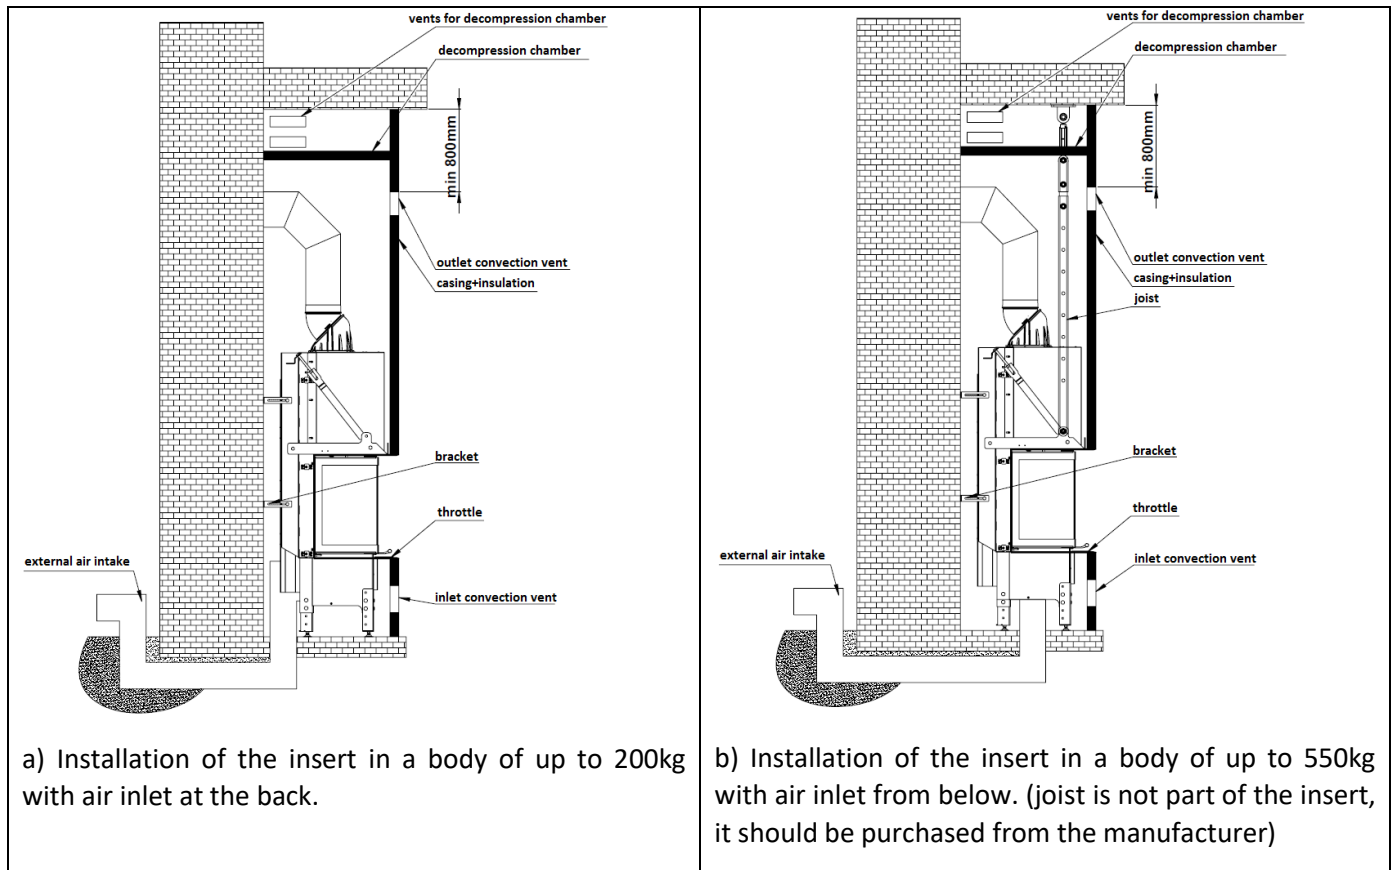 vents for decompression chamber
decompression chamber
min 800mm
outlet convection vent
casing+insulation
bracket
throttle
external air intake
inlet convection vent
a) Installation of the insert in a body of up to 200kg
with air inlet at the back.
vents for decompression chamber
decompression chamber
min 800mm
outlet convection vent
casing+insulation
joist
bracket
throttle
external air intake
inlet convection vent
b) Installation of the insert in a body of up to 550kg
with air inlet from below. (joist is not part of the insert,
it should be purchased from the manufacturer)